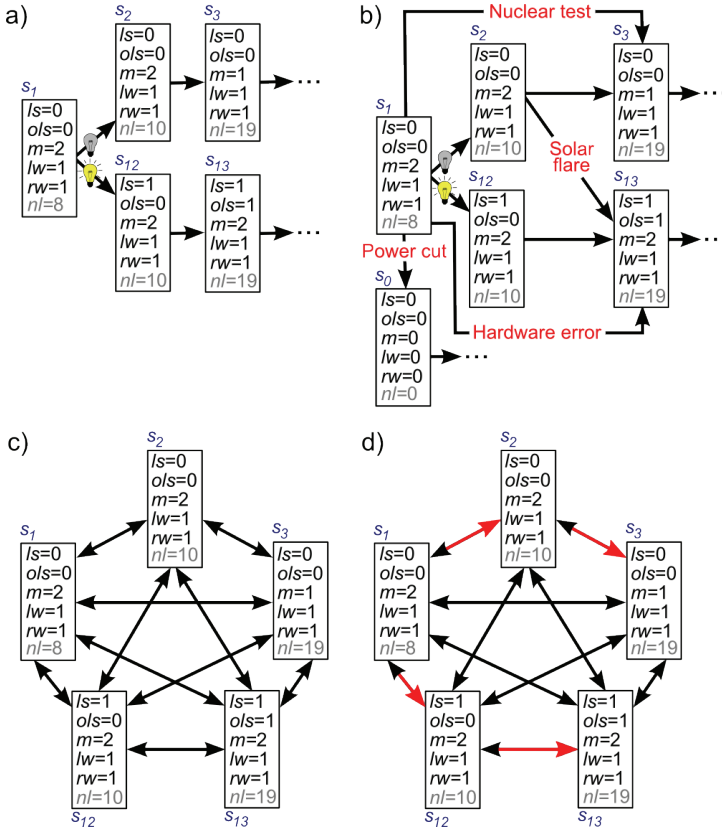 a)
s2
ls=0
ols=0
m=2
lw=1
rw=1
nl=10
s3
ls=0
ols=0
m=1
lw=1
rw=1
nl=19
...
s1
ls=0
ols=0
m=2
lw=1
rw=1
nl=8
s12
ls=1
ols=0
m=2
lw=1
rw=1
nl=10
s13
ls=1
ols=1
m=2
lw=1
rw=1
nl=19
...
b)
Nuclear test
s2
ls=0
ols=0
m=2
lw=1
rw=1
nl=10
s3
ls=0
ols=0
m=1
lw=1
rw=1
nl=19
...
s1
ls=0
ols=0
m=2
lw=1
rw=1
nl=8
Solar
flare
s12
ls=1
ols=0
m=2
lw=1
rw=1
nl=10
s13
ls=1
ols=1
m=2
lw=1
rw=1
nl=19
...
Power cut
s0
ls=0
ols=0
m=0
lw=0
rw=0
nl=0
...
Hardware error
c)
s2
ls=0
ols=0
m=2
lw=1
rw=1
nl=10
s1
ls=0
ols=0
m=2
lw=1
rw=1
nl=8
s3
ls=0
ols=0
m=1
lw=1
rw=1
nl=19
ls=1
ols=0
m=2
lw=1
rw=1
nl=10
s12
ls=1
ols=1
m=2
lw=1
rw=1
nl=19
s13
d)
s2
ls=0
ols=0
m=2
lw=1
rw=1
nl=10
s1
ls=0
ols=0
m=2
lw=1
rw=1
nl=8
s3
ls=0
ols=0
m=1
lw=1
rw=1
nl=19
ls=1
ols=0
m=2
lw=1
rw=1
nl=10
s12
ls=1
ols=1
m=2
lw=1
rw=1
nl=19
s13